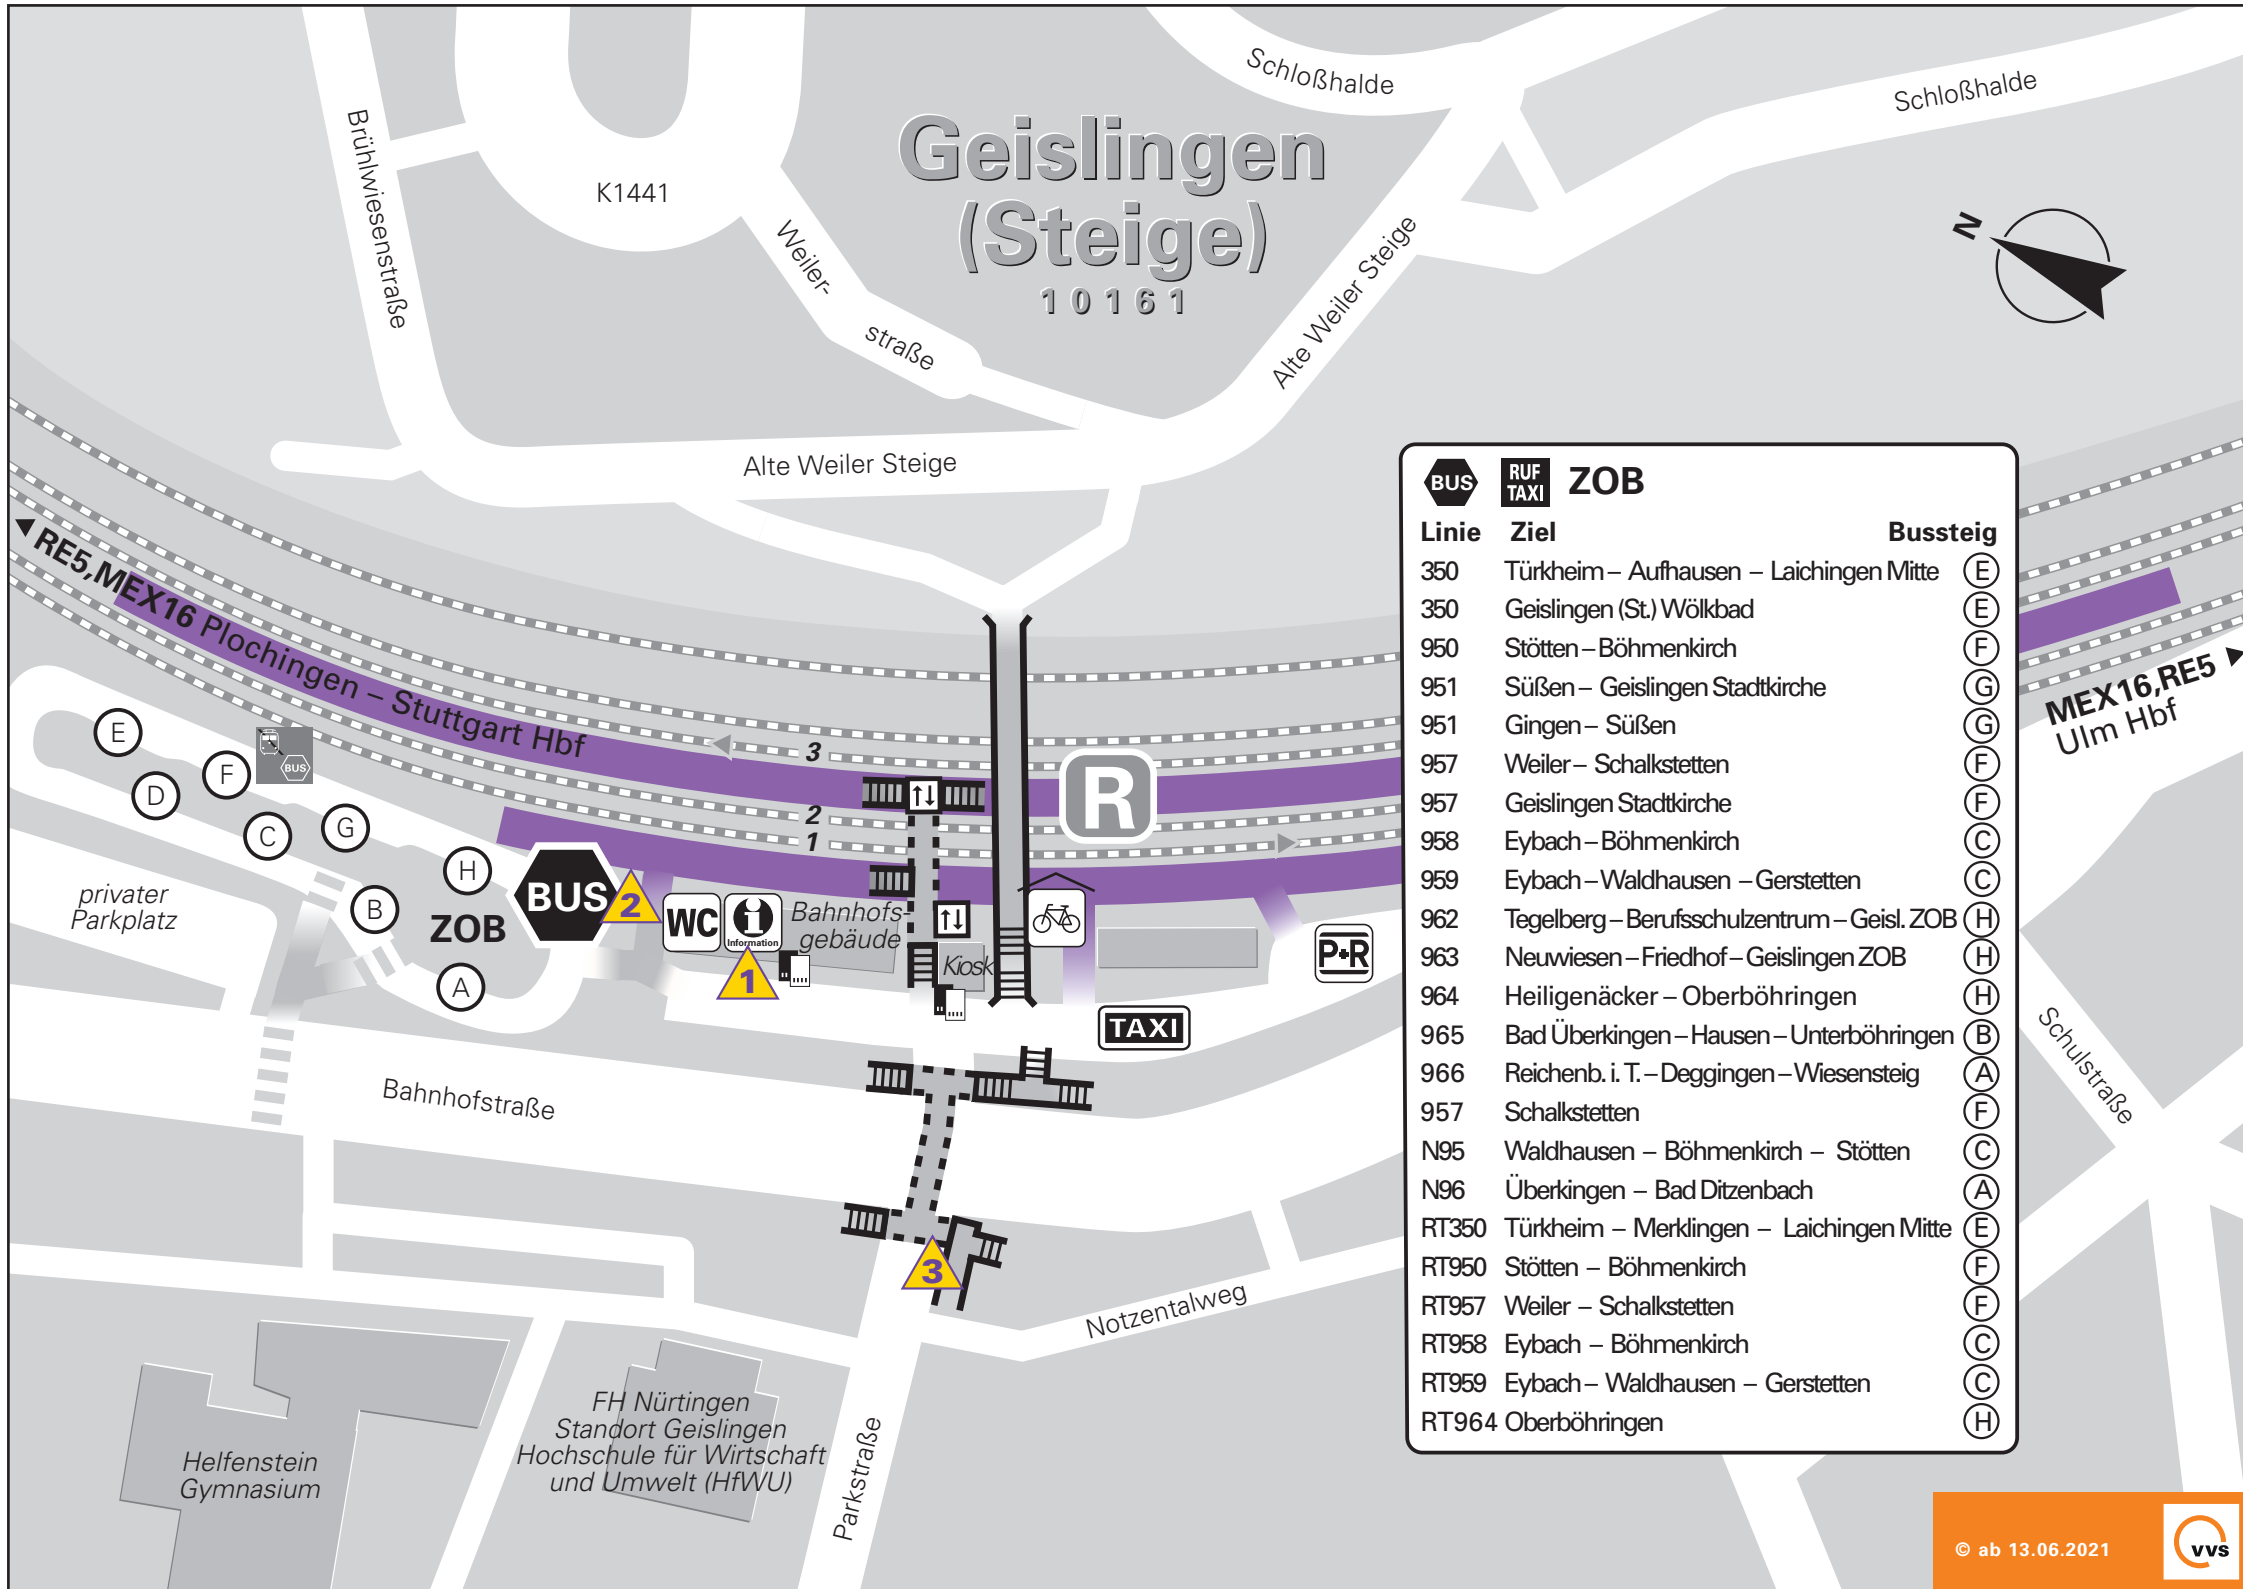 Schloßhalde
Schloßhalde
Brühlwiesenstraße
K1441
Geislingen
(Steige)
10161
Weiler-
straße
Alte Weiler Steige
N
Alte Weiler Steige
RE5,MEX16 Plochingen – Stuttgart Hbf
MEX16,RE5
Ulm Hbf
3
2
1
R
E
D
F
C
G
H
B
A
BUS
ZOB
BUS
2
WC
i
Information
1
Bahnhofs-
gebäude
Kiosk
P+R
TAXI
privater
Parkplatz
Bahnhofstraße
Schulstraße
3
Notzentalweg
Parkstraße
Helfenstein
Gymnasium
FH Nürtingen
Standort Geislingen
Hochschule für Wirtschaft
und Umwelt (HfWU)
BUS RUF TAXI ZOB
Linie Ziel Bussteig
350 Türkheim – Aufhausen – Laichingen Mitte E
350 Geislingen (St.) Wölkbad E
950 Stötten – Böhmenkirch F
951 Süßen – Geislingen Stadtkirche G
951 Gingen – Süßen G
957 Weiler – Schalkstetten F
957 Geislingen Stadtkirche F
958 Eybach – Böhmenkirch C
959 Eybach – Waldhausen – Gerstetten C
962 Tegelberg – Berufsschulzentrum – Geisl. ZOB H
963 Neuwiesen – Friedhof – Geislingen ZOB H
964 Heiligenäcker – Oberböhringen H
965 Bad Überkingen – Hausen – Unterböhringen B
966 Reichenb. i. T. – Deggingen – Wiesensteig A
957 Schalkstetten F
N95 Waldhausen – Böhmenkirch – Stötten C
N96 Überkingen – Bad Ditzenbach A
RT350 Türkheim – Merklingen – Laichingen Mitte E
RT950 Stötten – Böhmenkirch F
RT957 Weiler – Schalkstetten F
RT958 Eybach – Böhmenkirch C
RT959 Eybach – Waldhausen – Gerstetten C
RT964 Oberböhringen H
© ab 13.06.2021
vvs